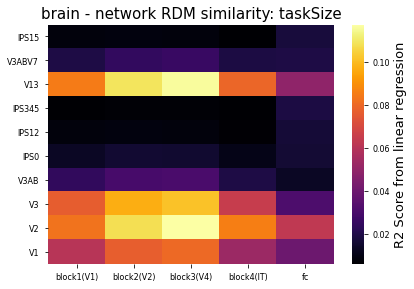 brain - network RDM similarity: taskSize
IPS15
V3ABV7
V13
IPS345
IPS12
IPS0
V3AB
V3
V2
V1
block1(V1) block2(V2) block3(V4) block4(IT) fc
0.10
0.08
0.06
0.04
0.02
R2 Score from linear regression